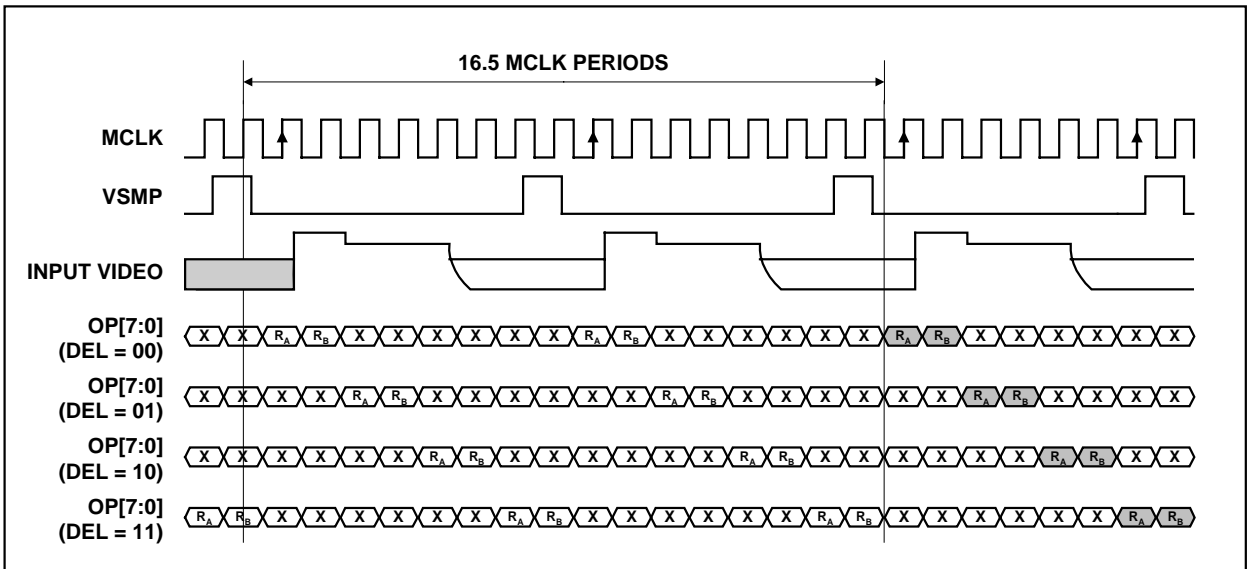 16.5 MCLK PERIODS
MCLK
VSMP
INPUT VIDEO
OP[7:0]
(DEL = 00)
X X RA RB X X X X X X RA RB X X X X X X RA RB X X X X X X
OP[7:0]
(DEL = 01)
X X X X RA RB X X X X X X RA RB X X X X X X RA RB X X X X
OP[7:0]
(DEL = 10)
X X X X X X RA RB X X X X X X RA RB X X X X X X RA RB X X
OP[7:0]
(DEL = 11)
RA RB X X X X X X RA RB X X X X X X RA RB X X X X X X RA RB